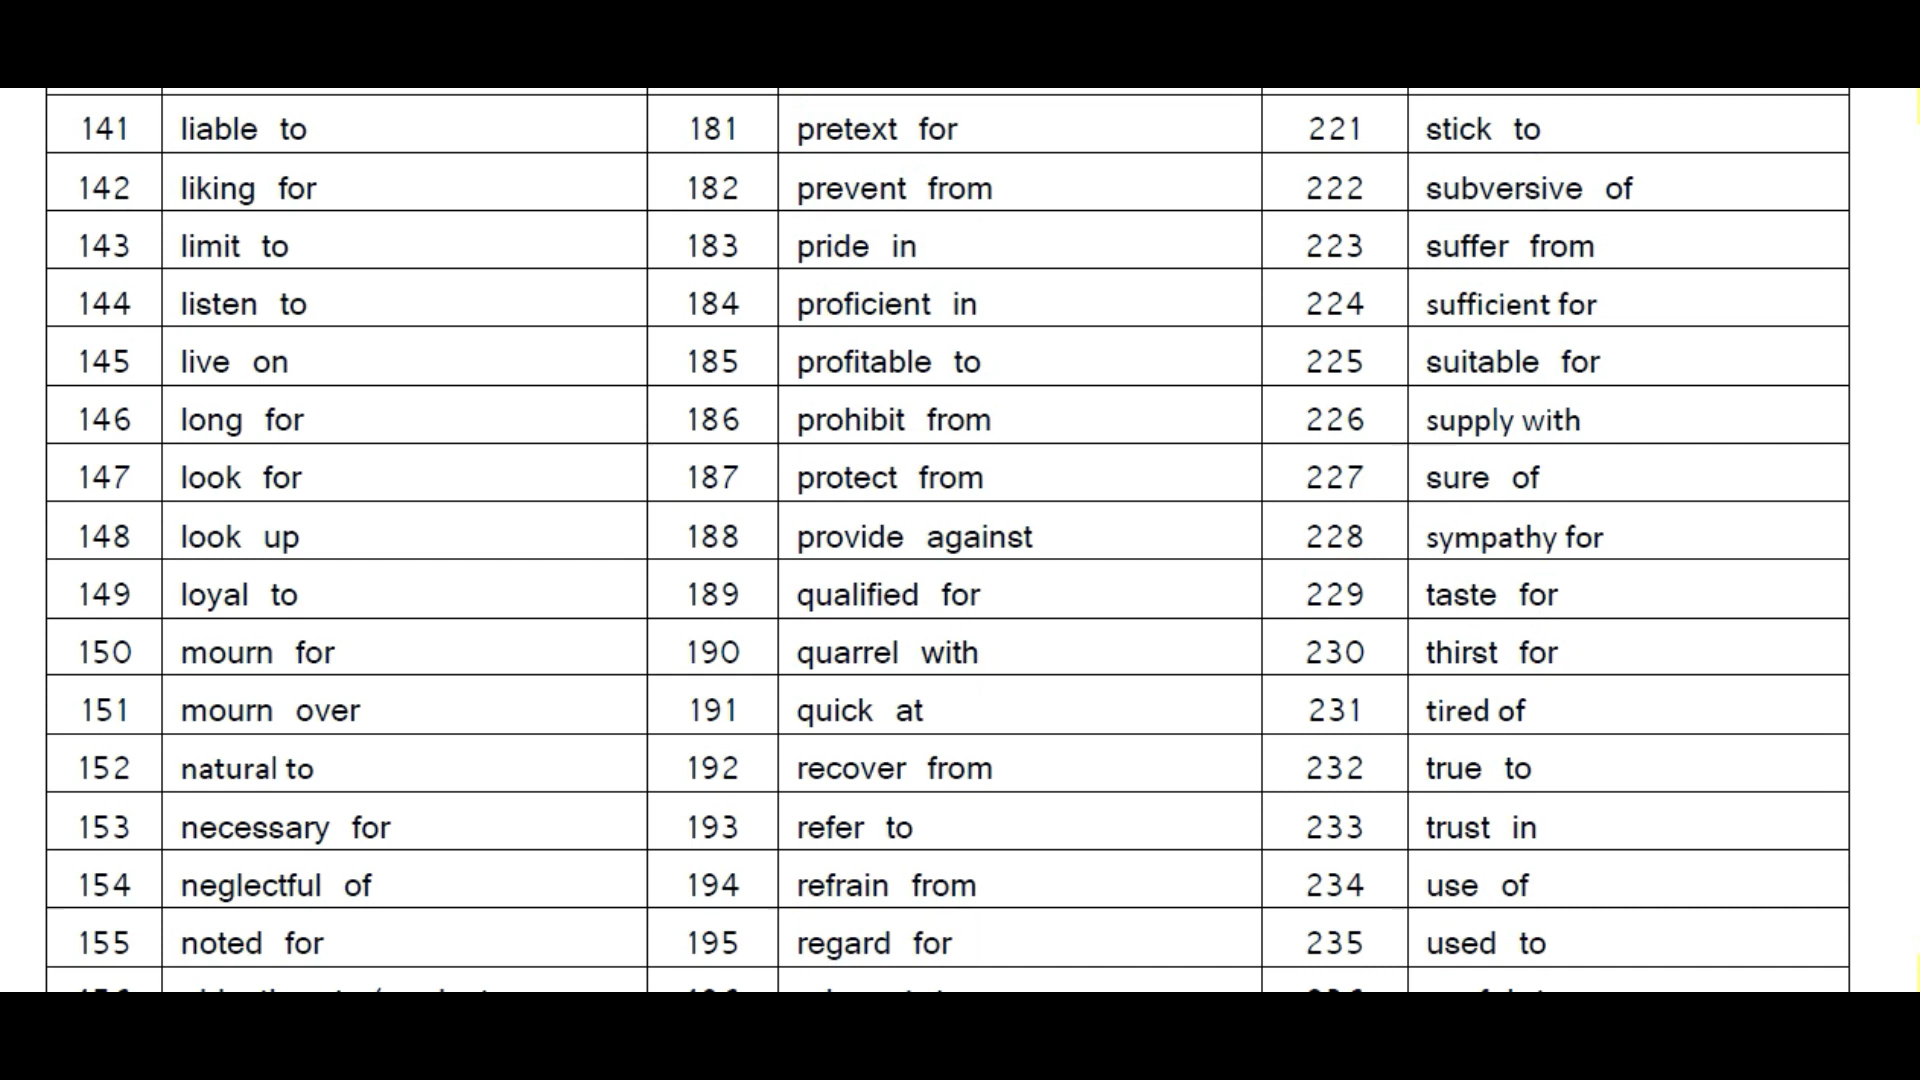 141 liable to 181 pretext for 221 stick to
142 liking for 182 prevent from 222 subversive of
143 limit to 183 pride in 223 suffer from
144 listen to 184 proficient in 224 sufficient for
145 live on 185 profitable to 225 suitable for
146 long for 186 prohibit from 226 supply with
147 look for 187 protect from 227 sure of
148 look up 188 provide against 228 sympathy for
149 loyal to 189 qualified for 229 taste for
150 mourn for 190 quarrel with 230 thirst for
151 mourn over 191 quick at 231 tired of
152 natural to 192 recover from 232 true to
153 necessary for 193 refer to 233 trust in
154 neglectful of 194 refrain from 234 use of
155 noted for 195 regard for 235 used to